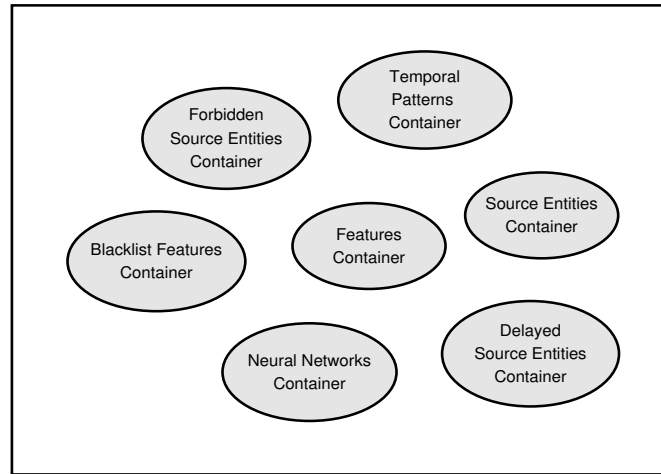 Temporal
Patterns
Container
Forbidden
Source Entities
Container
Source Entities
Container
Blacklist Features
Container
Features
Container
Neural Networks
Container
Delayed
Source Entities
Container